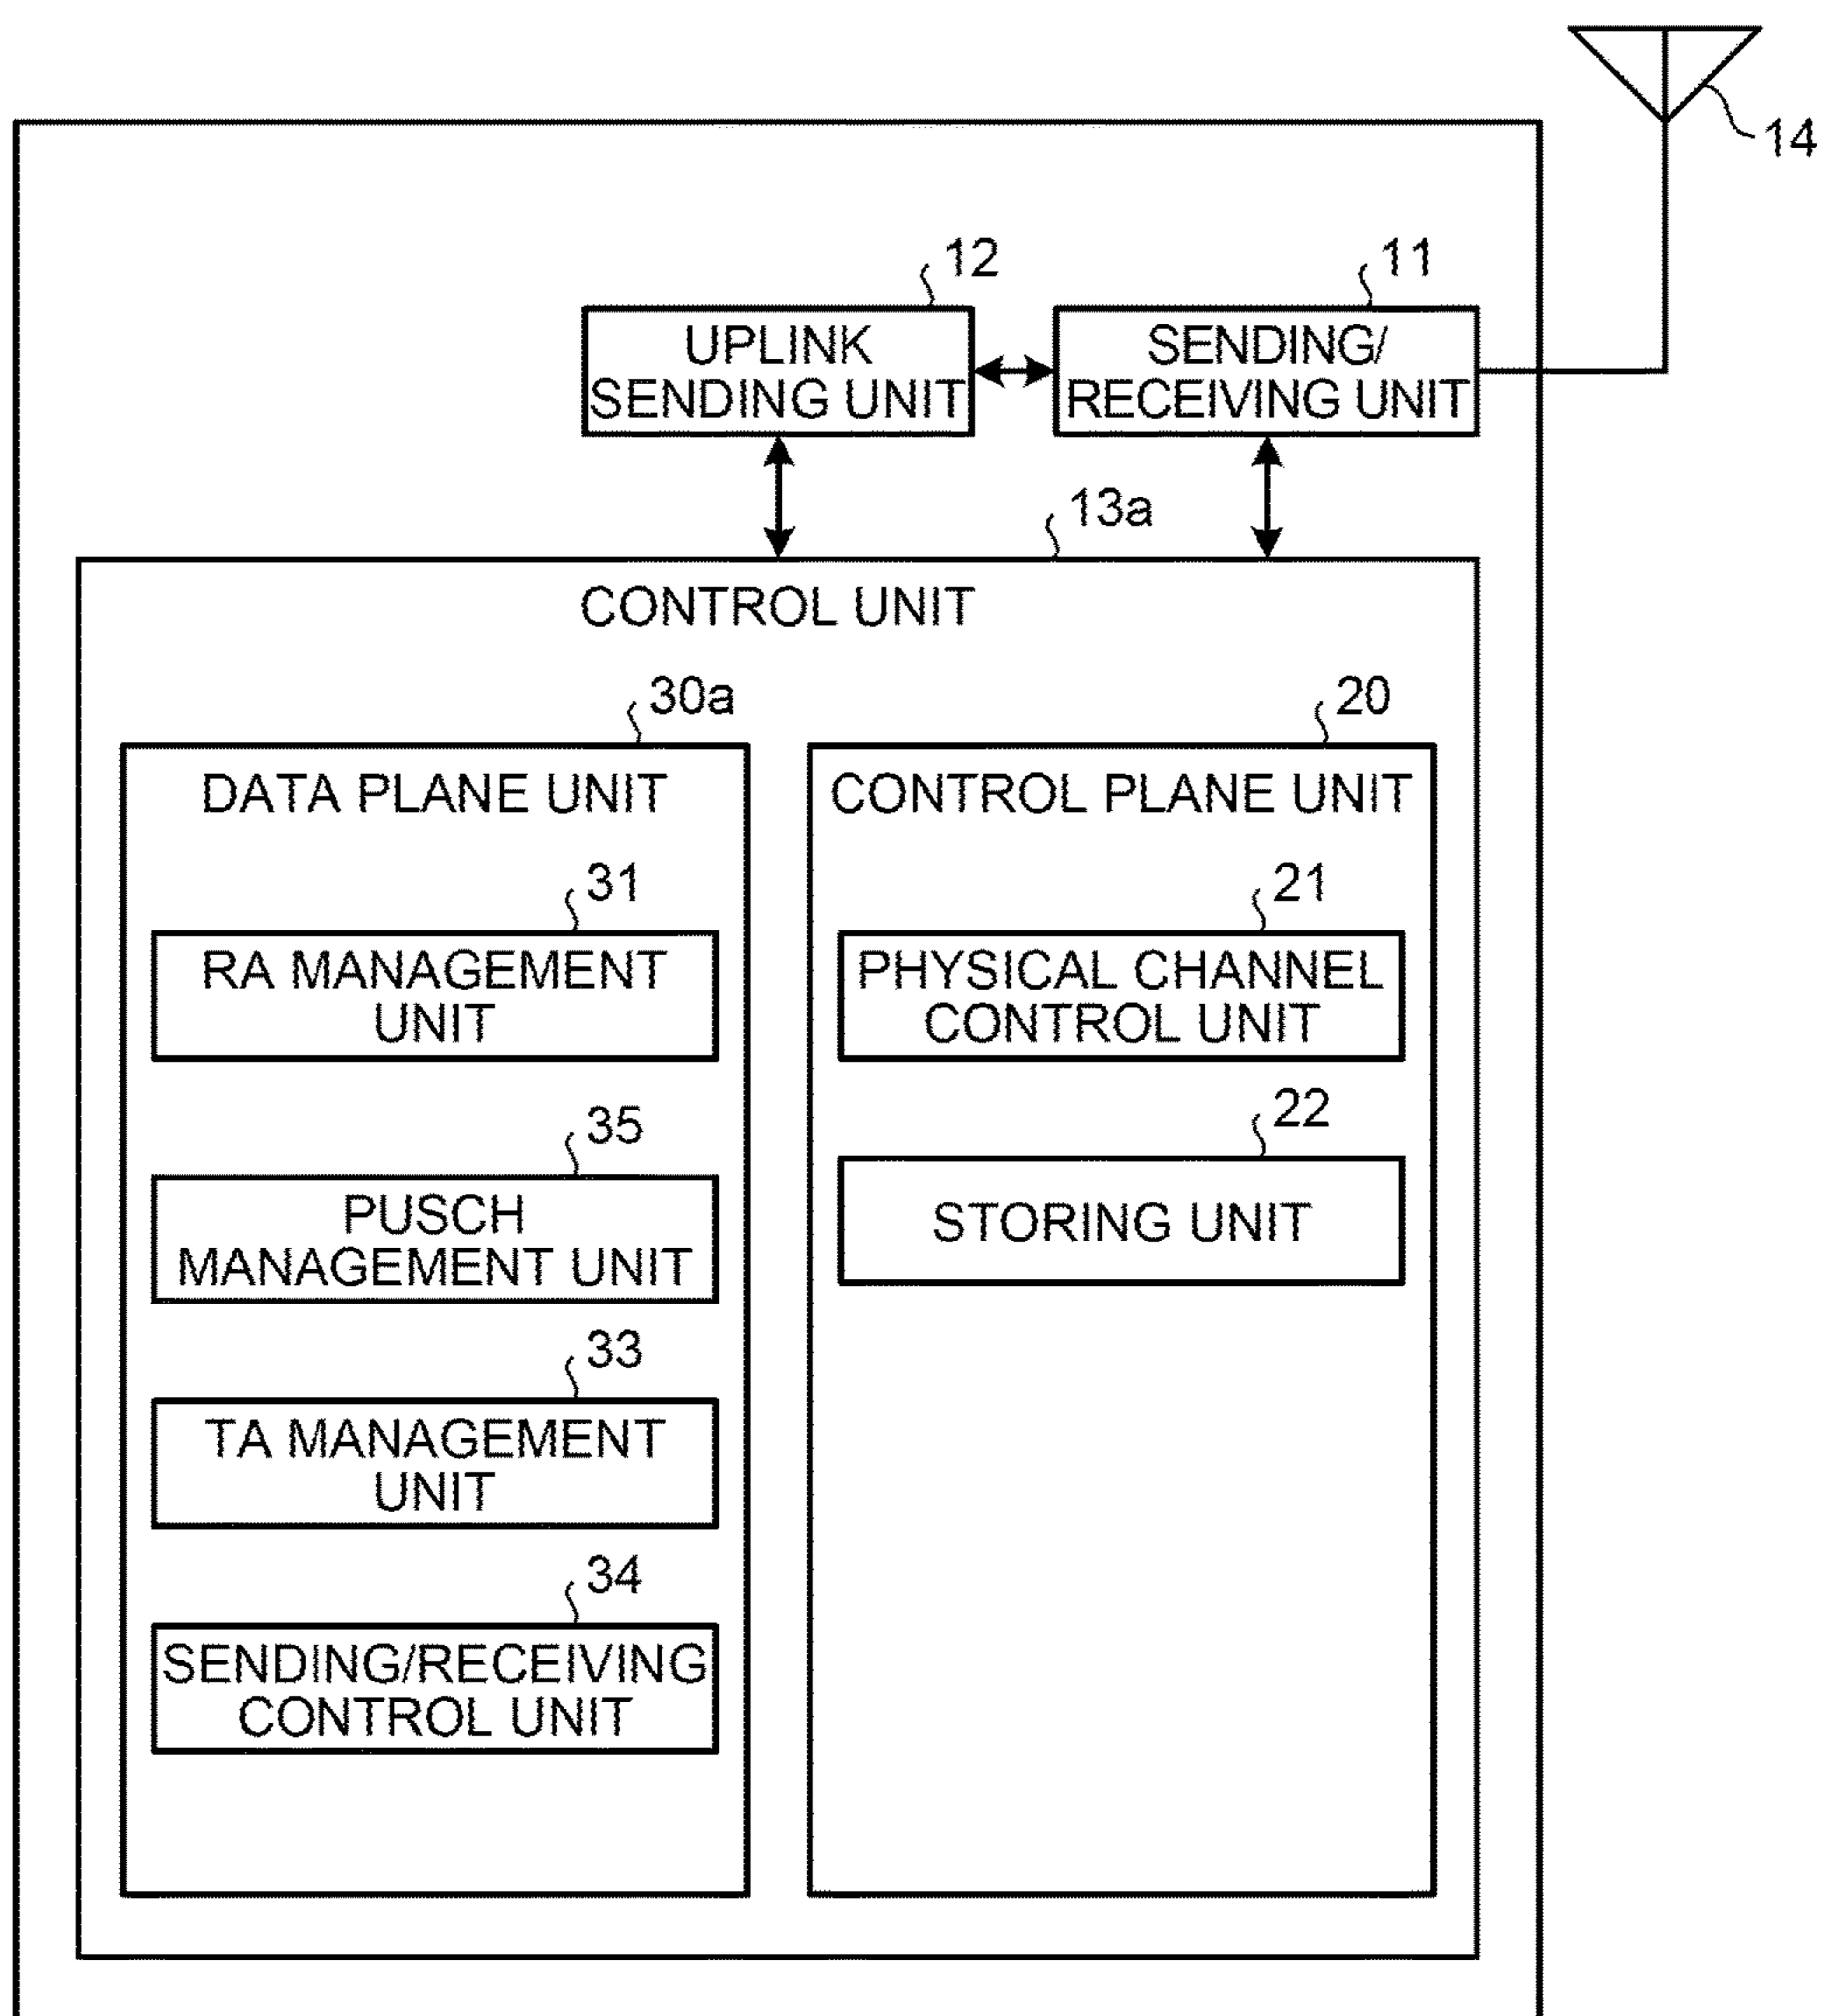 14
12
11
UPLINK
SENDING UNIT
SENDING/
RECEIVING UNIT
13a
CONTROL UNIT
30a
20
DATA PLANE UNIT
CONTROL PLANE UNIT
31
21
RA MANAGEMENT
UNIT
PHYSICAL CHANNEL
CONTROL UNIT
35
22
PUSCH
MANAGEMENT UNIT
STORING UNIT
33
TA MANAGEMENT
UNIT
34
SENDING/RECEIVING
CONTROL UNIT